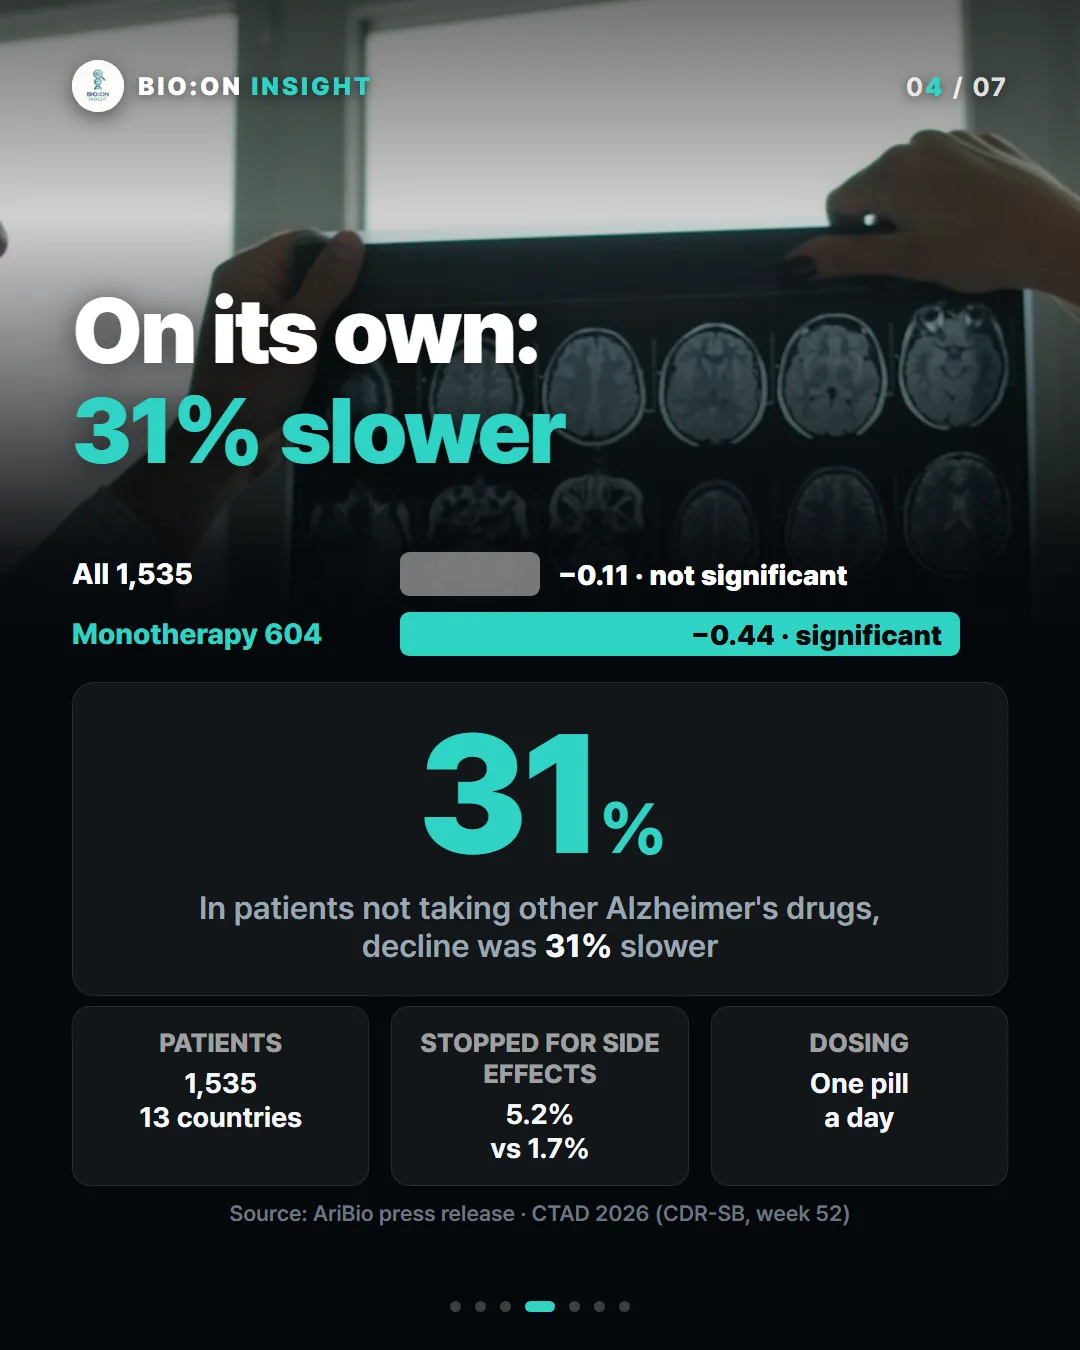 BIO:ON INSIGHT
BIO:ON INSIGHT
04 / 07
On its own:
31% slower
All 1,535
−0.11 · not significant
Monotherapy 604
−0.44 · significant
31%
In patients not taking other Alzheimer's drugs,
decline was 31% slower
PATIENTS
1,535
13 countries
STOPPED FOR SIDE
EFFECTS
5.2%
vs 1.7%
DOSING
One pill
a day
Source: AriBio press release · CTAD 2026 (CDR-SB, week 52)